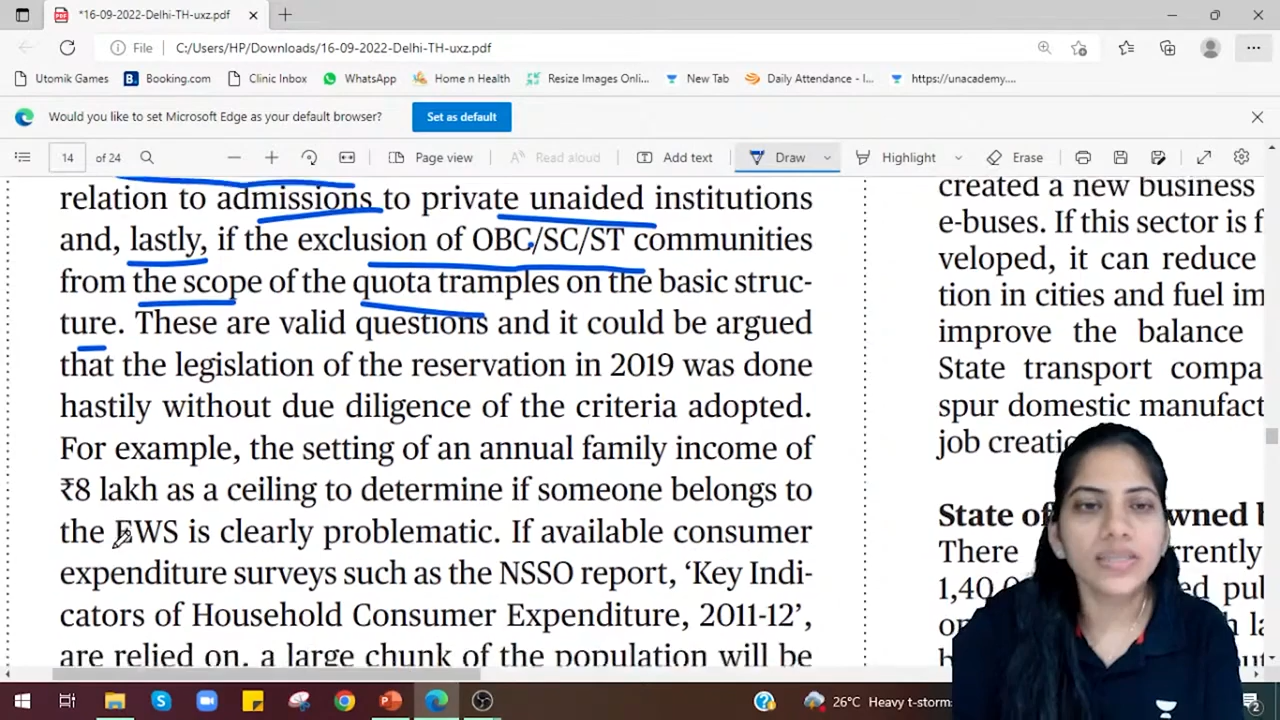 *16-09-2022-Delhi-TH-uxz.pdf
File C:/Users/HP/Downloads/16-09-2022-Delhi-TH-uxz.pdf
Utomik Games B. Booking.com Clinic Inbox WhatsApp Home n Health Resize Images Onli... New Tab Daily Attendance - I... https://unacademy....
Would you like to set Microsoft Edge as your default browser? Set as default
14 of 24 Page view Read aloud Add text Draw Highlight Erase
relation to admissions to private unaided institutions
and, lastly, if the exclusion of OBC/SC/ST communities
from the scope of the quota tramples on the basic struc-
ture. These are valid questions and it could be argued
that the legislation of the reservation in 2019 was done
hastily without due diligence of the criteria adopted.
For example, the setting of an annual family income of
₹8 lakh as a ceiling to determine if someone belongs to
the EWS is clearly problematic. If available consumer
expenditure surveys such as the NSSO report, ‘Key Indi-
cators of Household Consumer Expenditure, 2011-12’,
are relied on, a large chunk of the population will be
created a new business
e-buses. If this sector is f
veloped, it can reduce
tion in cities and fuel im
improve the balance
State transport compa
spur domestic manufact
job creati
State of wned b
There rrently
1,40,0 ed pu
26°C Heavy t-storm
2